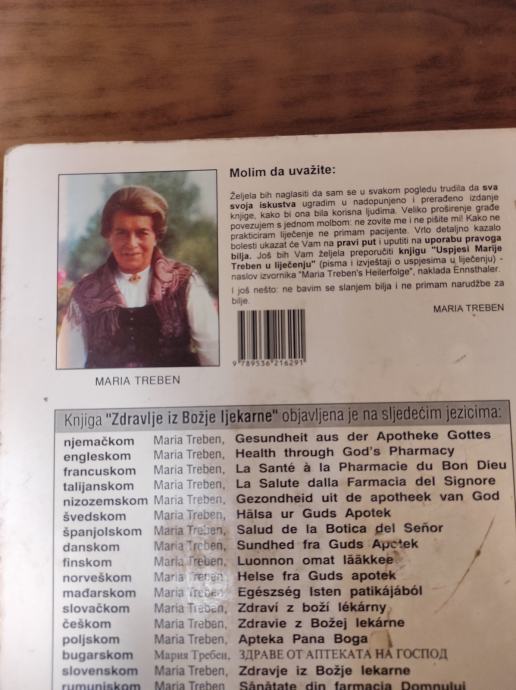 Molim da uvažite:
Željela bih naglasiti da sam se u svakom pogledu trudila da sva
svoja iskustva ugradim u nadopunjeno i prerađeno izdanje
knjige, kako bi ona bila korisna ljudima. Veliko proširenje građe
povezujem s jednom molbom: ne zovite me i ne pišite mi! Kako ne
prakticiram liječenje ne primam pacijente. Vrlo detaljno kazalo
bolesti ukazat će Vam na pravi put i uputiti na uporabu pravoga
bilja. Još bih Vam željela preporučiti knjigu "Uspjesi Marije
Treben u liječenju" (pisma i izvještaji o uspjesima u liječenju) -
naslov izvornika "Maria Treben's Heilerfolge", naklada Ennsthaler.
I još nešto: ne bavim se slanjem bilja i ne primam narudžbe za
bilje.
MARIA TREBEN
9 789536 216291
MARIA TREBEN
Knjiga "Zdravlje iz Božje ljekarne" objavljena je na sljedećim jezicima:
njemačkom Maria Treben, Gesundheit aus der Apotheke Gottes
engleskom Maria Treben, Health through God's Pharmacy
francuskom Maria Treben, La Santé à la Pharmacie du Bon Dieu
talijanskom Maria Treben, La Salute dalla Farmacia del Signore
nizozemskom Maria Treben, Gezondheid uit de apotheek van God
švedskom Maria Treben, Hälsa ur Guds Apotek
španjolskom Maria Treben, Salud de la Botica del Señor
danskom Maria Treben, Sundhed fra Guds Apotek
finskom Maria Treben, Luonnon omat lääkkee
norveškom Maria Treben, Helse fra Guds apotek
mađarskom Maria Treben, Egészség Isten patikájából
slovačkom Maria Treben, Zdraví z boží lékárny
češkom Maria Treben, Zdravie z Božej lekárne
poljskom Maria Treben, Apteka Pana Boga
bugarskom Мария Требен, ЗДРАВЕ ОТ АПТЕКАТА НА ГОСПОД
slovenskom Maria Treben, Zdravje iz Božje lekarne
rumunjskom Maria Treben, Sănătate din farmacia Domnului